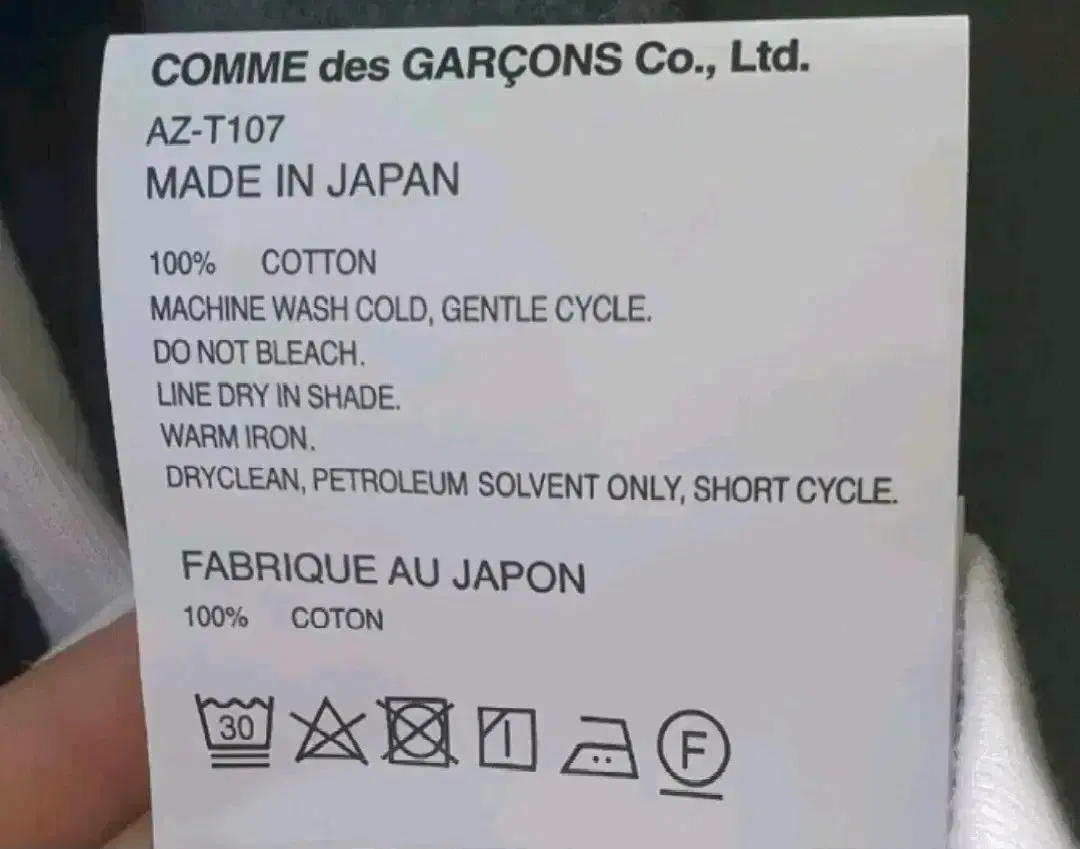 COMME des GARÇONS Co., Ltd.
AZ-T107
MADE IN JAPAN
100% COTTON
MACHINE WASH COLD, GENTLE CYCLE.
DO NOT BLEACH.
LINE DRY IN SHADE.
WARM IRON.
DRYCLEAN, PETROLEUM SOLVENT ONLY, SHORT CYCLE.
FABRIQUE AU JAPON
100% COTON
30 F